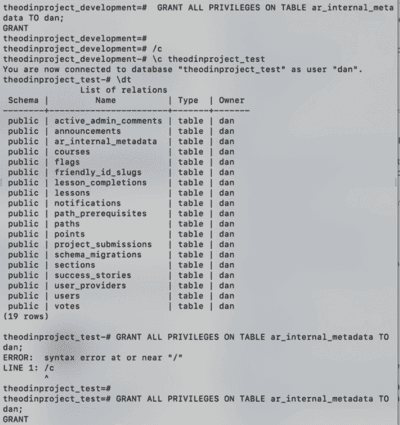 theodinproject_development=#  GRANT ALL PRIVILEGES ON TABLE ar_internal_meta
data TO dan;
GRANT
theodinproject_development=#
theodinproject_development=# /c
theodinproject_development-# \c theodinproject_test
You are now connected to database "theodinproject_test" as user "dan".
theodinproject_test-# \dt
List of relations
Schema | Name | Type | Owner
--------+-----------------------+-------+-------
public | active_admin_comments | table | dan
public | announcements | table | dan
public | ar_internal_metadata | table | dan
public | courses | table | dan
public | flags | table | dan
public | friendly_id_slugs | table | dan
public | lesson_completions | table | dan
public | lessons | table | dan
public | notifications | table | dan
public | path_prerequisites | table | dan
public | paths | table | dan
public | points | table | dan
public | project_submissions | table | dan
public | schema_migrations | table | dan
public | sections | table | dan
public | success_stories | table | dan
public | user_providers | table | dan
public | users | table | dan
public | votes | table | dan
(19 rows)
theodinproject_test-# GRANT ALL PRIVILEGES ON TABLE ar_internal_metadata TO
dan;
ERROR:  syntax error at or near "/"
LINE 1: /c
^
theodinproject_test=#
theodinproject_test=# GRANT ALL PRIVILEGES ON TABLE ar_internal_metadata TO
dan;
GRANT